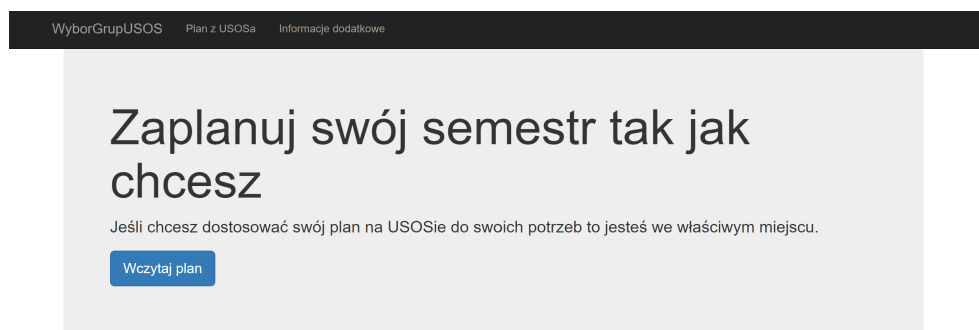 WyborGrupUSOS Plan z USOSa Informacje dodatkowe
Zaplanuj swój semestr tak jak
chcesz
Jeśli chcesz dostosować swój plan na USOSie do swoich potrzeb to jesteś we właściwym miejscu.
Wczytaj plan